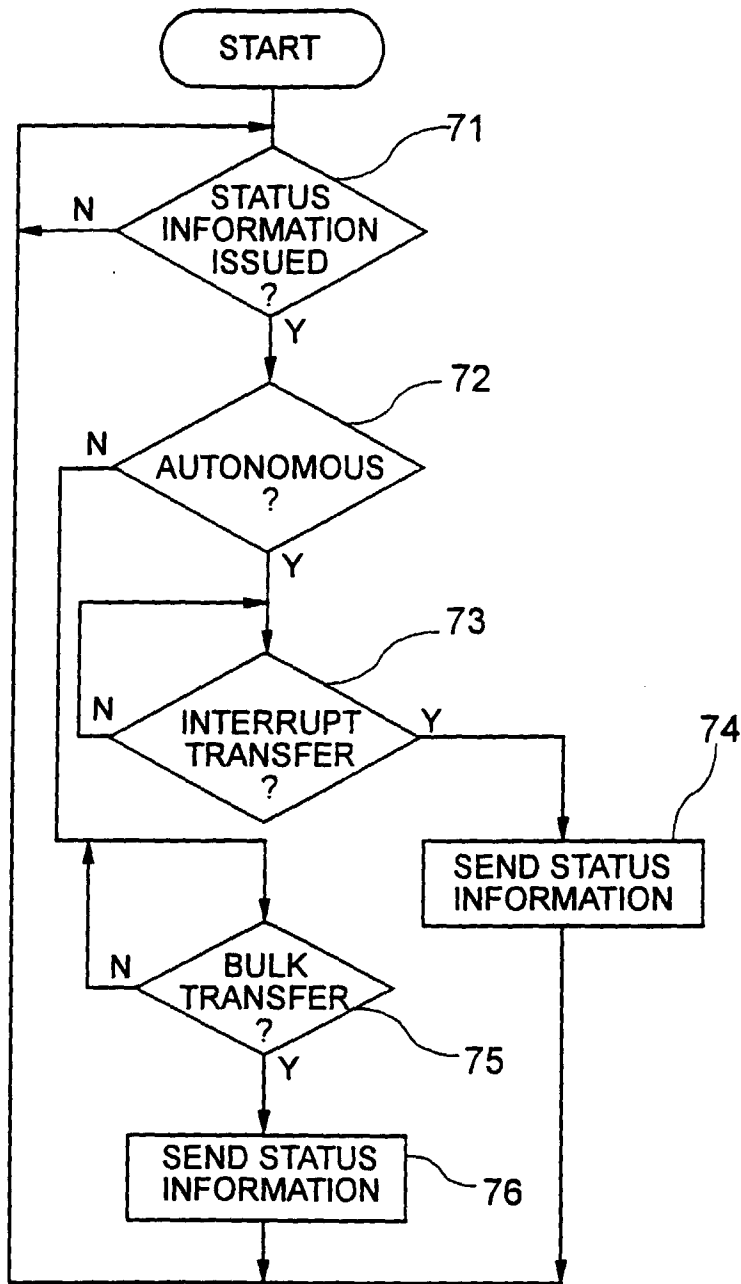 START
71
STATUS
INFORMATION
ISSUED
?
N
Y
72
N
AUTONOMOUS
?
Y
73
N
INTERRUPT
TRANSFER
?
Y
74
SEND STATUS
INFORMATION
N
BULK
TRANSFER
?
75
Y
SEND STATUS
INFORMATION
76